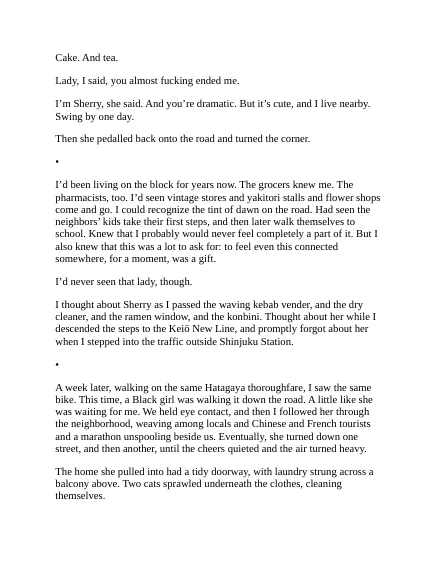 Cake. And tea.
Lady, I said, you almost fucking ended me.
I’m Sherry, she said. And you’re dramatic. But it’s cute, and I live nearby.
Swing by one day.
Then she pedalled back onto the road and turned the corner.
•
I’d been living on the block for years now. The grocers knew me. The
pharmacists, too. I’d seen vintage stores and yakitori stalls and flower shops
come and go. I could recognize the tint of dawn on the road. Had seen the
neighbors’ kids take their first steps, and then later walk themselves to
school. Knew that I probably would never feel completely a part of it. But I
also knew that this was a lot to ask for: to feel even this connected
somewhere, for a moment, was a gift.
I’d never seen that lady, though.
I thought about Sherry as I passed the waving kebab vender, and the dry
cleaner, and the ramen window, and the konbini. Thought about her while I
descended the steps to the Keiō New Line, and promptly forgot about her
when I stepped into the traffic outside Shinjuku Station.
•
A week later, walking on the same Hatagaya thoroughfare, I saw the same
bike. This time, a Black girl was walking it down the road. A little like she
was waiting for me. We held eye contact, and then I followed her through
the neighborhood, weaving among locals and Chinese and French tourists
and a marathon unspooling beside us. Eventually, she turned down one
street, and then another, until the cheers quieted and the air turned heavy.
The home she pulled into had a tidy doorway, with laundry strung across a
balcony above. Two cats sprawled underneath the clothes, cleaning
themselves.